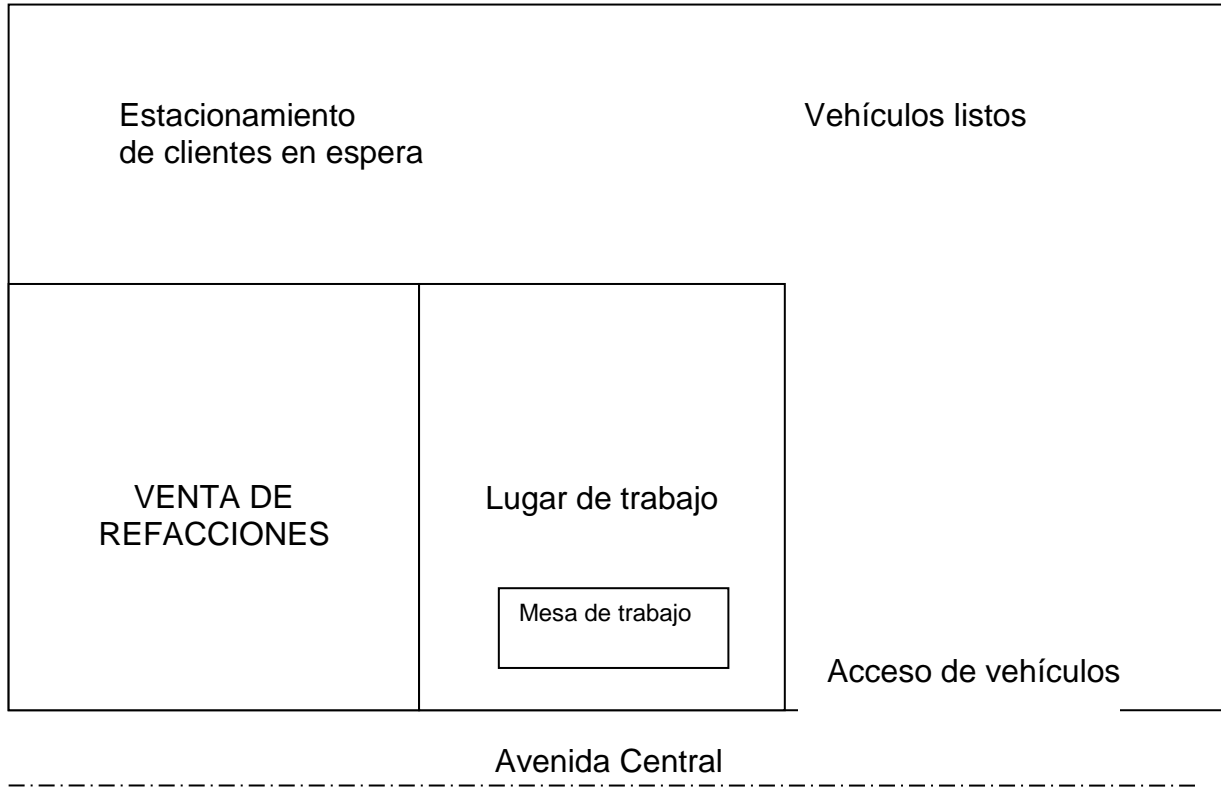 Estacionamiento
de clientes en espera
Vehículos listos
VENTA DE
REFACCIONES
Lugar de trabajo
Mesa de trabajo
Acceso de vehículos
Avenida Central